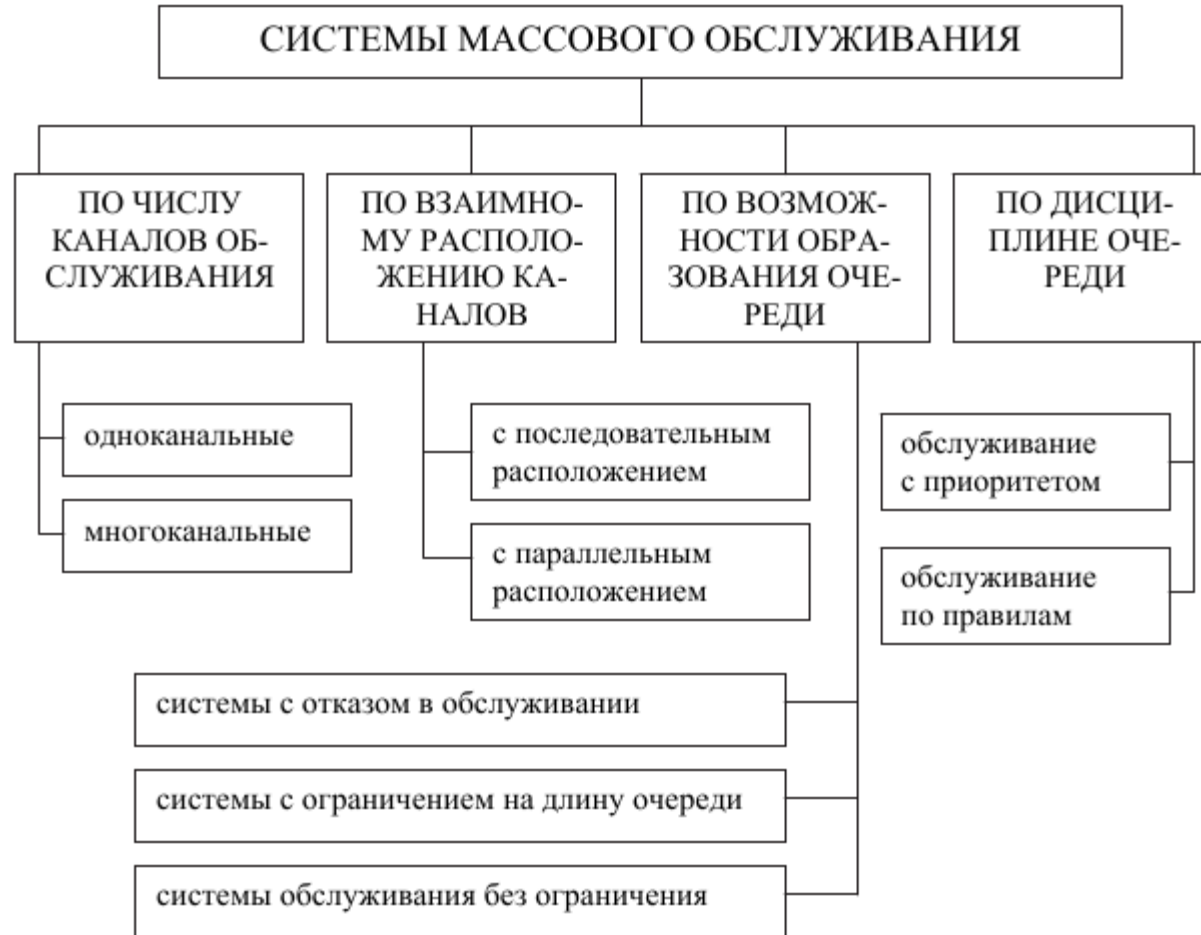 СИСТЕМЫ МАССОВОГО ОБСЛУЖИВАНИЯ
ПО ЧИСЛУ
КАНАЛОВ ОБ-
СЛУЖИВАНИЯ
ПО ВЗАИМНО-
МУ РАСПОЛО-
ЖЕНИЮ КА-
НАЛОВ
ПО ВОЗМОЖ-
НОСТИ ОБРА-
ЗОВАНИЯ ОЧЕ-
РЕДИ
ПО ДИСЦИ-
ПЛИНЕ ОЧЕ-
РЕДИ
одноканальные
многоканальные
с последовательным
расположением
с параллельным
расположением
обслуживание
с приоритетом
обслуживание
по правилам
системы с отказом в обслуживании
системы с ограничением на длину очереди
системы обслуживания без ограничения